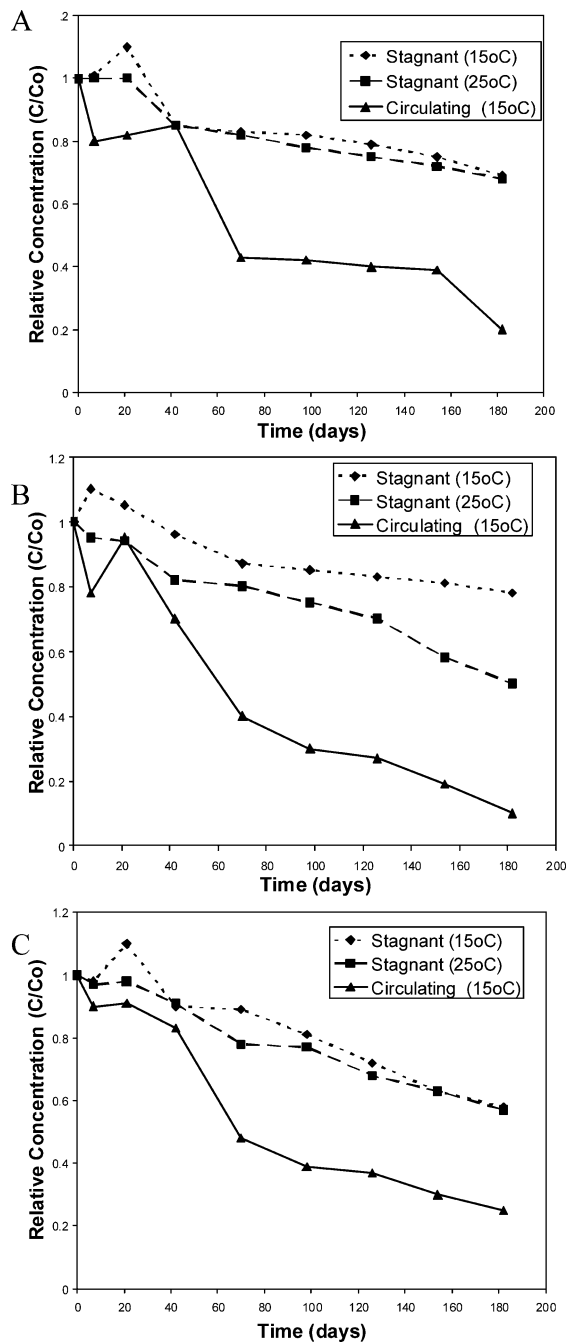 A
.2
1
0.8
0.6
0.4
0.2
0
Relative Concentration (C/Co)
Stagnant (15oC)
Stagnant (25oC)
Circulating (15oC)
0 20 40 60 80 100 120 140 160 180 200
Time (days)
B
1.2
1
0.8
0.6
0.4
0.2
0
Relative Concentration (C/Co)
Stagnant (15oC)
Stagnant (25oC)
Circulating (15oC)
0 20 40 60 80 100 120 140 160 180 200
Time (days)
C
1.2
1
0.8
0.6
0.4
0.2
0
Relative Concentration (C/Co)
Stagnant (15oC)
Stagnant (25oC)
Circulating (15oC)
0 20 40 60 80 100 120 140 160 180 200
Time (days)